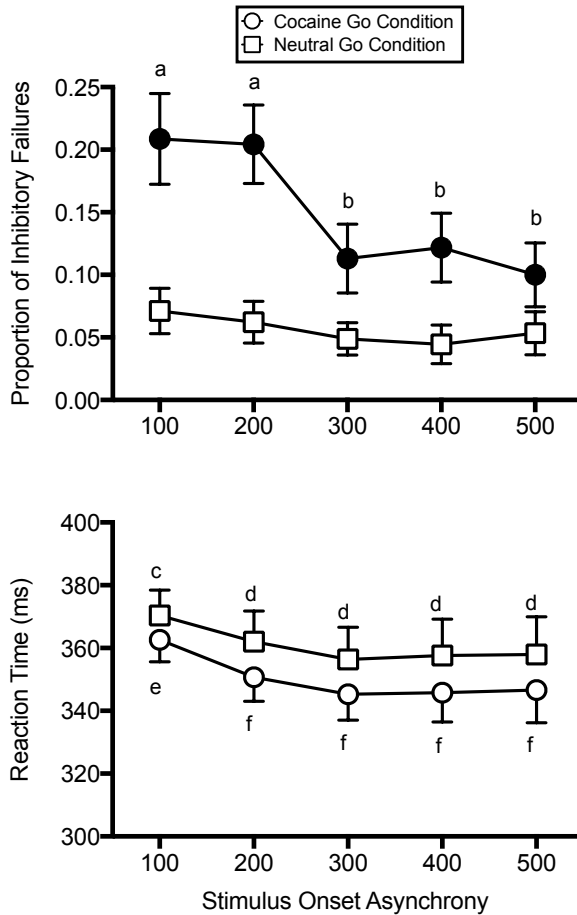 Cocaine Go Condition
Neutral Go Condition
Proportion of Inhibitory Failures
0.25
0.20
0.15
0.10
0.05
0.00
a
a
b
b
b
100
200
300
400
500
Reaction Time (ms)
400
380
360
340
320
300
c
d
d
d
d
e
f
f
f
f
100
200
300
400
500
Stimulus Onset Asynchrony